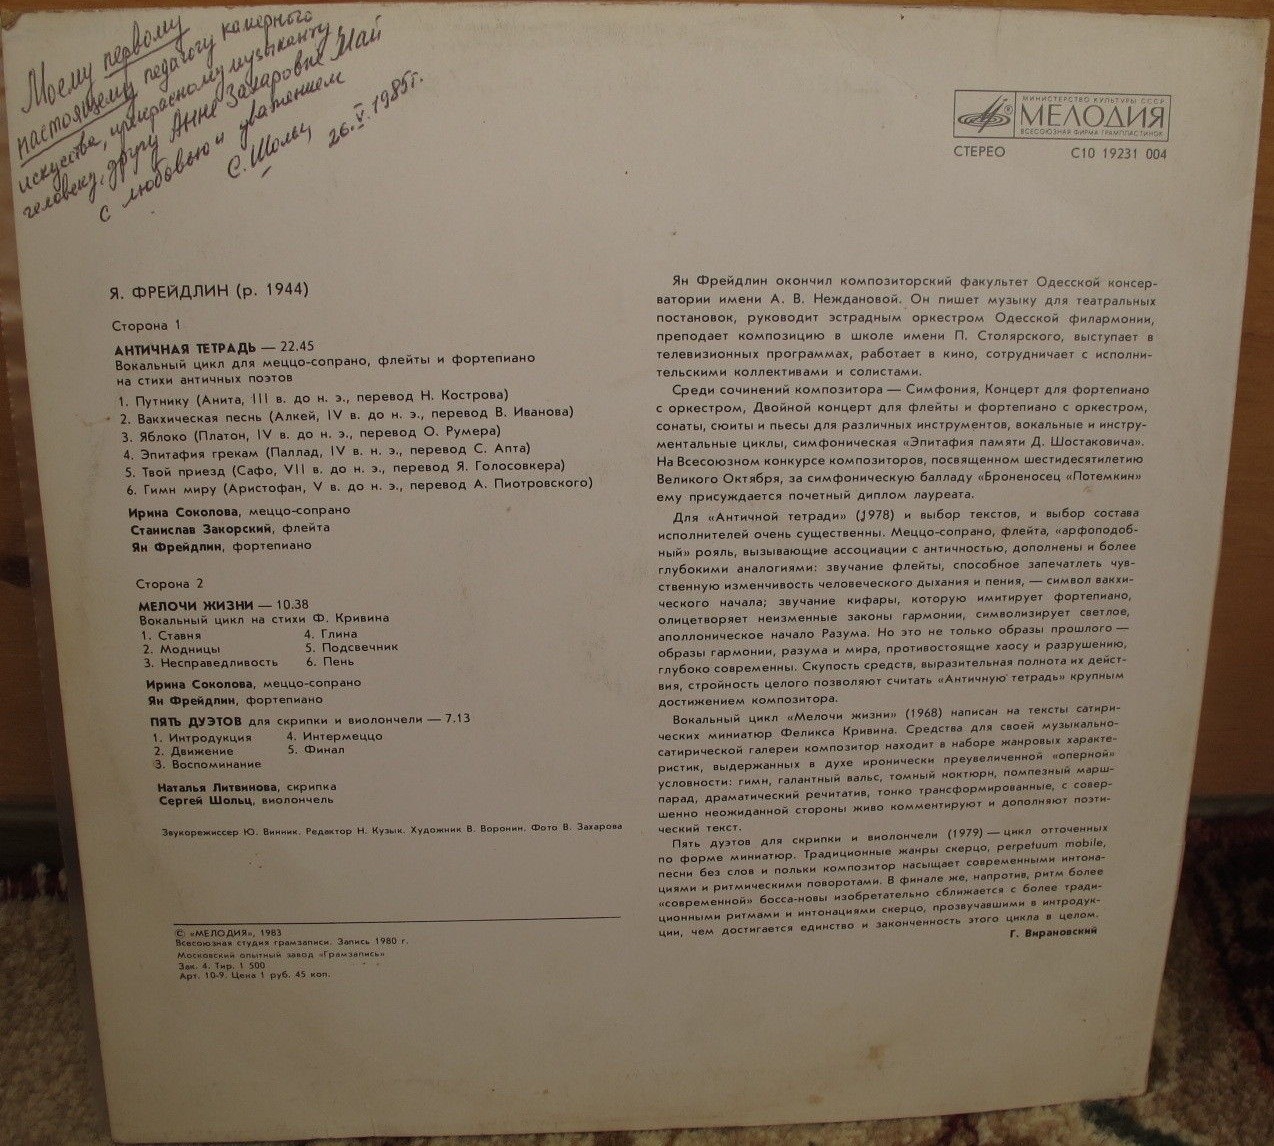 Моему первому
настоящему педагогу камерного
искусства, прекрасному музыканту,
человеку, другу Анне Захаровне Май
с любовью и уважением
С. Шольц 26.V.1985г.
МИНИСТЕРСТВО КУЛЬТУРЫ СССР
МЕЛОДИЯ
ВСЕСОЮЗНАЯ ФИРМА ГРАМПЛАСТИНОК
СТЕРЕО С10 19231 004
Я. ФРЕЙДЛИН (р. 1944)
Сторона 1
АНТИЧНАЯ ТЕТРАДЬ — 22.45
Вокальный цикл для меццо-сопрано, флейты и фортепиано
на стихи античных поэтов
1. Путнику (Анита, III в. до н. э., перевод Н. Кострова)
2. Вакхическая песнь (Алкей, IV в. до н. э., перевод В. Иванова)
3. Яблоко (Платон, IV в. до н. э., перевод О. Румера)
4. Эпитафия грекам (Паллад, IV в. до н. э., перевод С. Апта)
5. Твой приезд (Сафо, VII в. до н. э., перевод Я. Голосовкера)
6. Гимн миру (Аристофан, V в. до н. э., перевод А. Пиотровского)
Ирина Соколова, меццо-сопрано
Станислав Закорский, флейта
Ян Фрейдлин, фортепиано
Сторона 2
МЕЛОЧИ ЖИЗНИ — 10.38
Вокальный цикл на стихи Ф. Кривина
1. Ставня 4. Глина
2. Модницы 5. Подсвечник
3. Несправедливость 6. Пень
Ирина Соколова, меццо-сопрано
Ян Фрейдлин, фортепиано
ПЯТЬ ДУЭТОВ для скрипки и виолончели — 7.13
1. Интродукция 4. Интермеццо
2. Движение 5. Финал
3. Воспоминание
Наталья Литвинова, скрипка
Сергей Шольц, виолончель
Звукорежиссер Ю. Винник. Редактор Н. Кузык. Художник В. Воронин. Фото В. Захарова
© «МЕЛОДИЯ», 1983
Всесоюзная студия грамзаписи. Запись 1980 г.
Московский опытный завод «Грамзапись»
Зак. 4. Тир. 1 500
Арт. 10-9. Цена 1 руб. 45 коп.
Ян Фрейдлин окончил композиторский факультет Одесской консер-
ватории имени А. В. Неждановой. Он пишет музыку для театральных
постановок, руководит эстрадным оркестром Одесской филармонии,
преподает композицию в школе имени П. Столярского, выступает в
телевизионных программах, работает в кино, сотрудничает с исполни-
тельскими коллективами и солистами.
Среди сочинений композитора — Симфония, Концерт для фортепиано
с оркестром, Двойной концерт для флейты и фортепиано с оркестром,
сонаты, сюиты и пьесы для различных инструментов, вокальные и инстру-
ментальные циклы, симфоническая «Эпитафия памяти Д. Шостаковича».
На Всесоюзном конкурсе композиторов, посвященном шестидесятилетию
Великого Октября, за симфоническую балладу «Броненосец «Потемкин»
ему присуждается почетный диплом лауреата.
Для «Античной тетради» (1978) и выбор текстов, и выбор состава
исполнителей очень существенны. Меццо-сопрано, флейта, «арфоподоб-
ный» рояль, вызывающие ассоциации с античностью, дополнены и более
глубокими аналогиями: звучание флейты, способное запечатлеть чув-
ственную изменчивость человеческого дыхания и пения, — символ вакхи-
ческого начала; звучание кифары, которую имитирует фортепиано,
олицетворяет неизменные законы гармонии, символизирует светлое,
аполлоническое начало Разума. Но это не только образы прошлого —
образы гармонии, разума и мира, противостоящие хаосу и разрушению,
глубоко современны. Скупость средств, выразительная полнота их дейст-
вия, стройность целого позволяют считать «Античную тетрадь» крупным
достижением композитора.
Вокальный цикл «Мелочи жизни» (1968) написан на тексты сатири-
ческих миниатюр Феликса Кривина. Средства для своей музыкально-
сатирической галереи композитор находит в наборе жанровых характе-
ристик, выдержанных в духе иронически преувеличенной «оперной»
условности: гимн, галантный вальс, томный ноктюрн, помпезный марш-
парад, драматический речитатив, тонко трансформированные, с совер-
шенно неожиданной стороны живо комментируют и дополняют поэти-
ческий текст.
Пять дуэтов для скрипки и виолончели (1979) — цикл отточенных
по форме миниатюр. Традиционные жанры скерцо, perpetuum mobile,
песни без слов и польки композитор насыщает современными интона-
циями и ритмическими поворотами. В финале же, напротив, ритм более
«современной» босса-новы изобретательно сближается с более тради-
ционными ритмами и интонациями скерцо, прозвучавшими в интродук-
ции, чем достигается единство и законченность этого цикла в целом.
Г. Вирановский